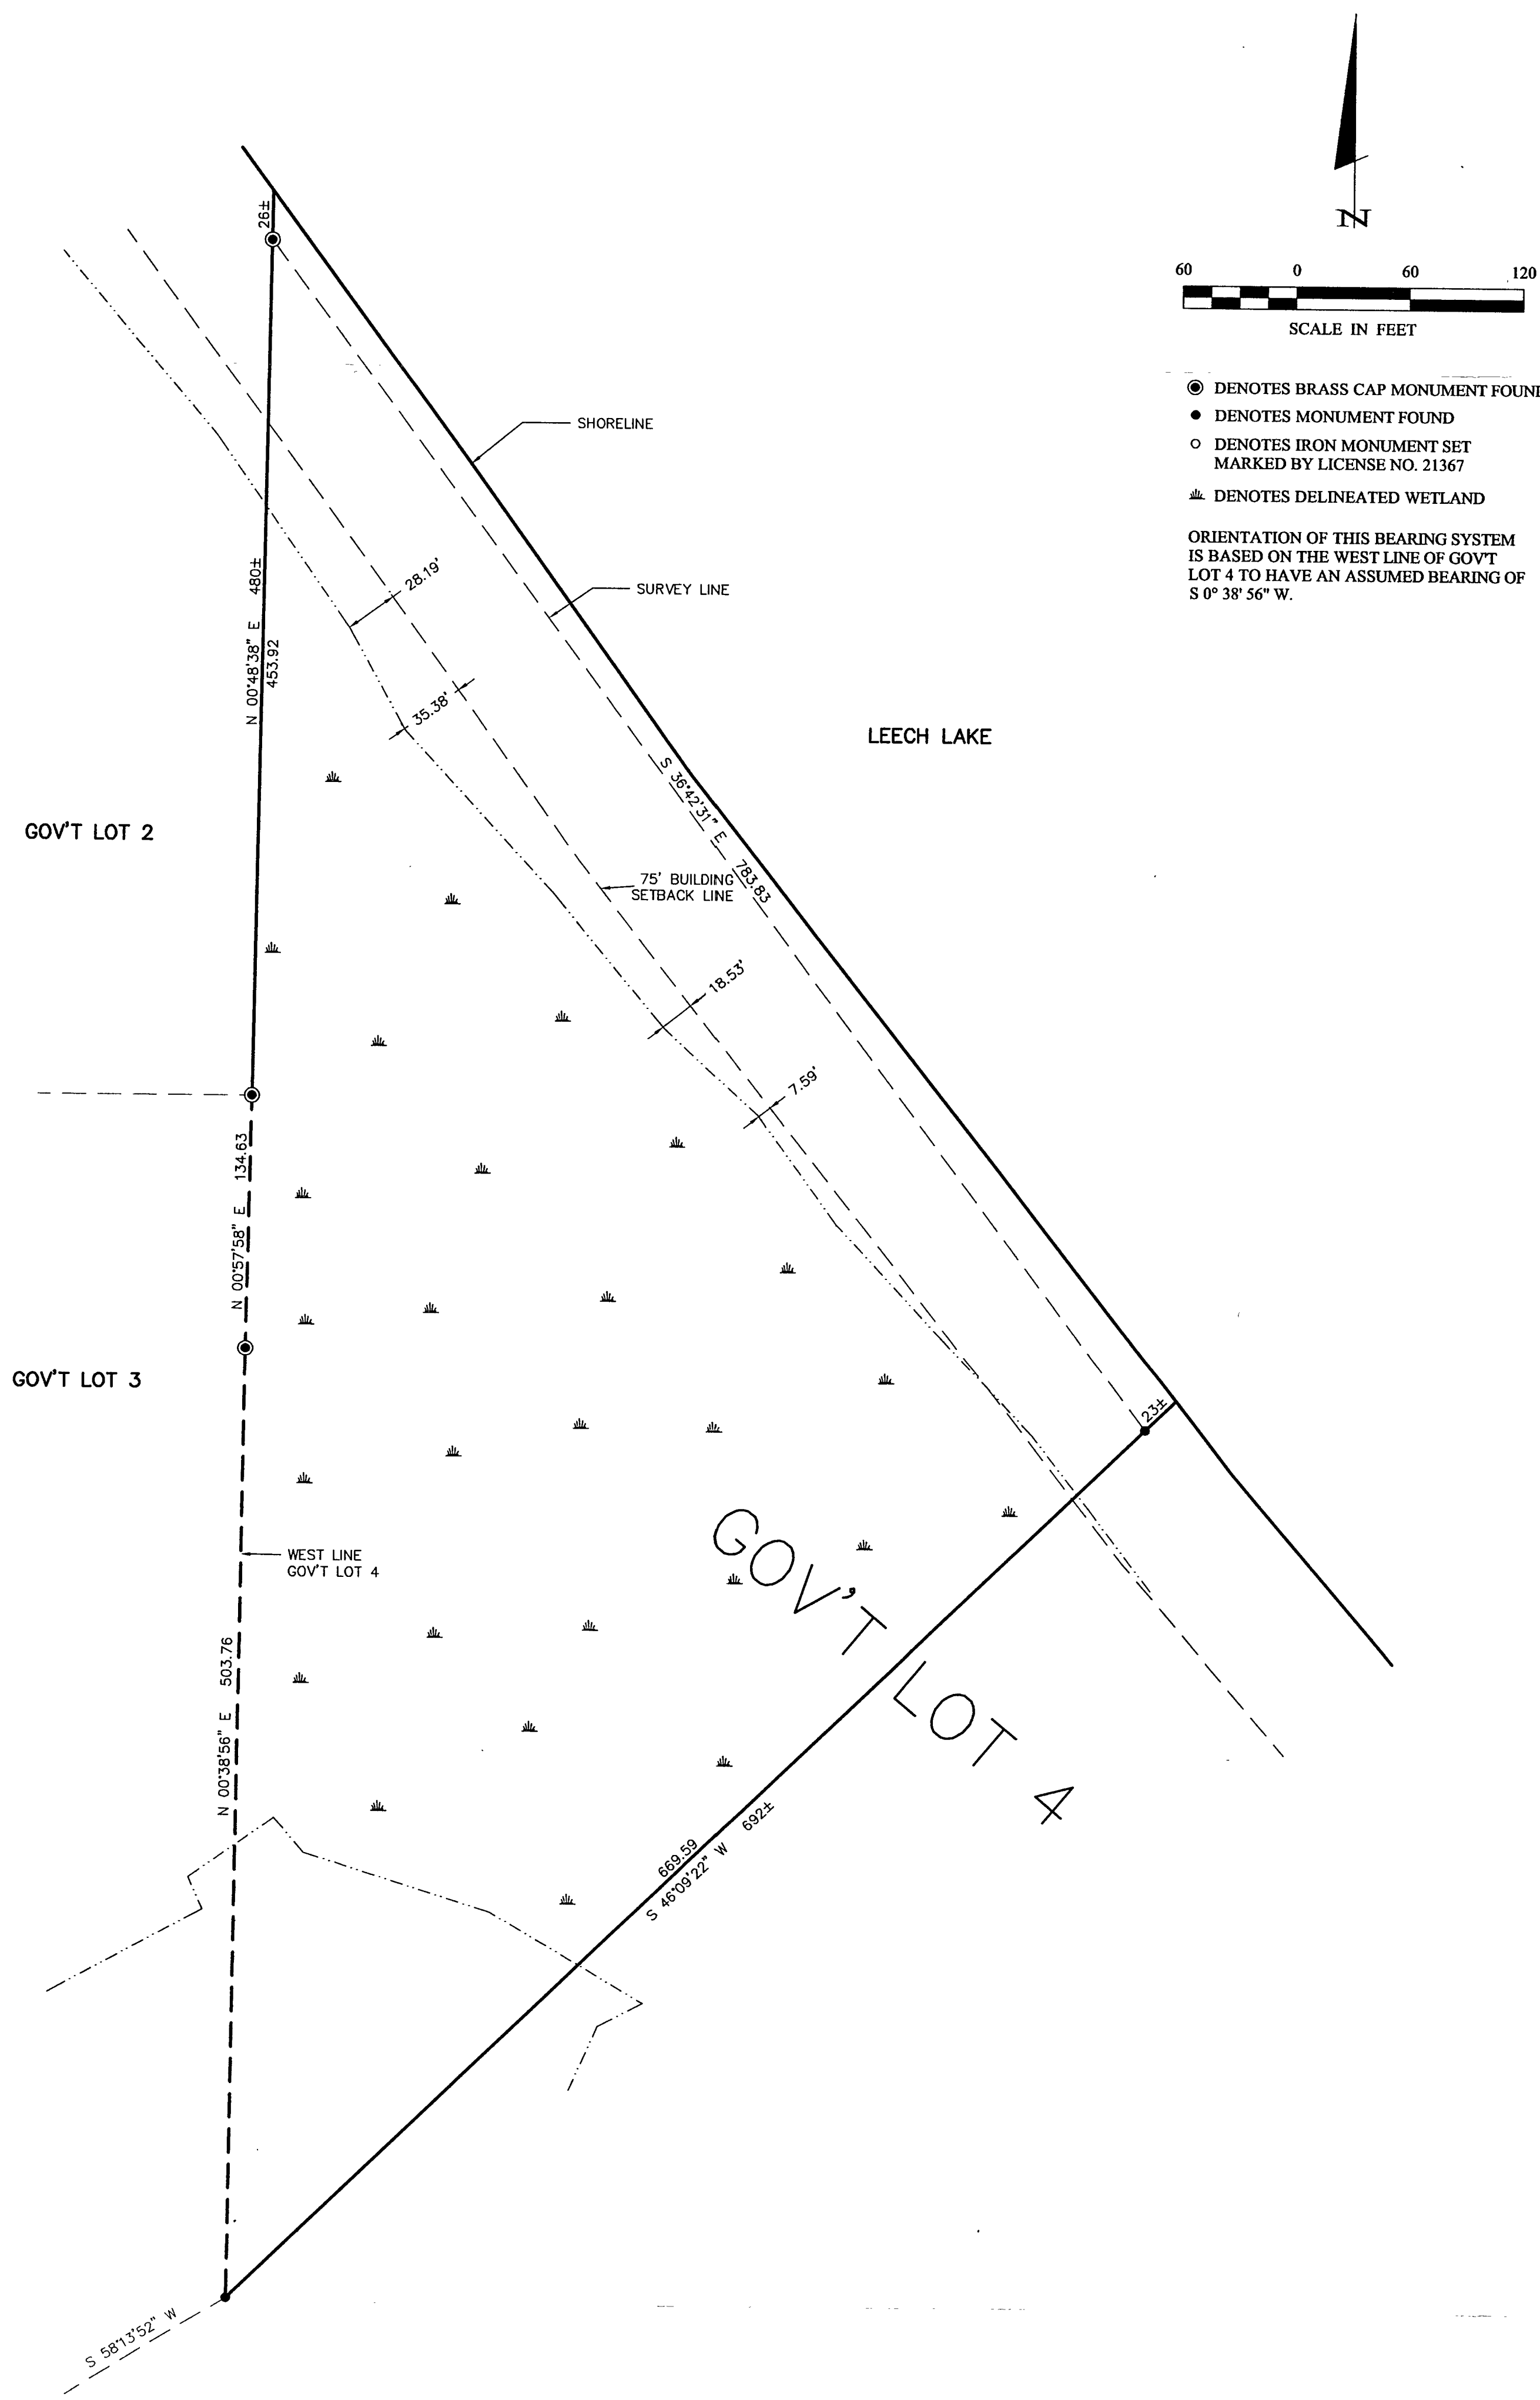 N
60 0 60 120
SCALE IN FEET
DENOTES BRASS CAP MONUMENT FOUND
DENOTES MONUMENT FOUND
DENOTES IRON MONUMENT SET
MARKED BY LICENSE NO. 21367
DENOTES DELINEATED WETLAND
ORIENTATION OF THIS BEARING SYSTEM
IS BASED ON THE WEST LINE OF GOV'T
LOT 4 TO HAVE AN ASSUMED BEARING OF
S 0° 38' 56" W.
26±
SHORELINE
28.19'
SURVEY LINE
N 00°48'38" E 480±
453.92
35.38'
LEECH LAKE
S 36°42'31" E 783.83
GOV'T LOT 2
75' BUILDING
SETBACK LINE
18.53'
7.59'
N 00°57'58" E 134.63
GOV'T LOT 3
23±
WEST LINE
GOV'T LOT 4
GOV'T LOT 4
N 00°38'56" E 503.76
669.59
S 46°09'22" W 692±
S 58°13'52" W